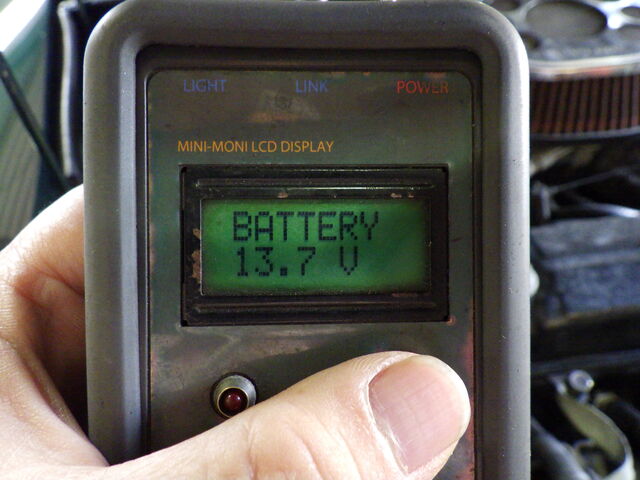 LIGHT LINK POWER
MINI-MONI LCD DISPLAY
BATTERY
13.7 V